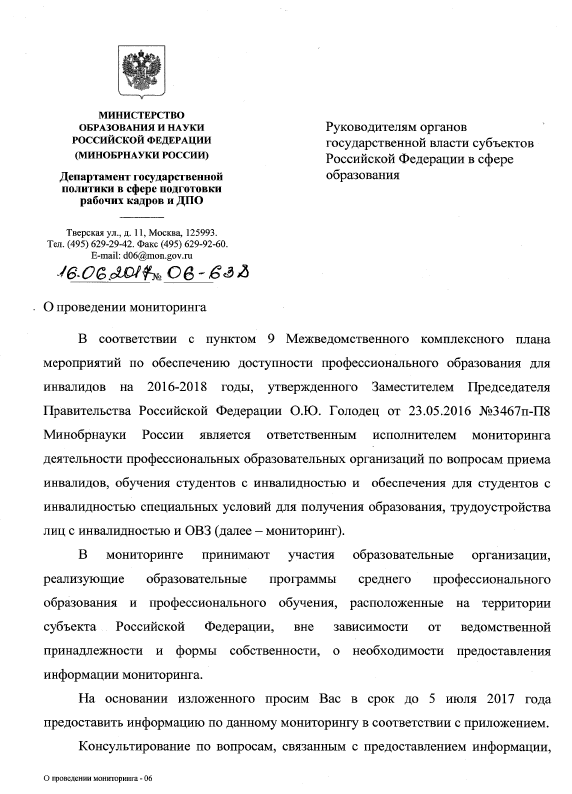 МИНИСТЕРСТВО
ОБРАЗОВАНИЯ И НАУКИ
РОССИЙСКОЙ ФЕДЕРАЦИИ
(МИНОБРНАУКИ РОССИИ)
Департамент государственной
политики в сфере подготовки
рабочих кадров и ДПО
Тверская ул., д. 11, Москва, 125993.
Тел. (495) 629-29-42. Факс (495) 629-92-60.
E-mail: d06@mon.gov.ru
16.06.2017 № 06-638
Руководителям органов
государственной власти субъектов
Российской Федерации в сфере
образования
О проведении мониторинга
В соответствии с пунктом 9 Межведомственного комплексного плана
мероприятий по обеспечению доступности профессионального образования для
инвалидов на 2016-2018 годы, утвержденного Заместителем Председателя
Правительства Российской Федерации О.Ю. Голодец от 23.05.2016 №3467п-П8
Минобрнауки России является ответственным исполнителем мониторинга
деятельности профессиональных образовательных организаций по вопросам приема
инвалидов, обучения студентов с инвалидностью и обеспечения для студентов с
инвалидностью специальных условий для получения образования, трудоустройства
лиц с инвалидностью и ОВЗ (далее – мониторинг).
В мониторинге принимают участия образовательные организации,
реализующие образовательные программы среднего профессионального
образования и профессионального обучения, расположенные на территории
субъекта Российской Федерации, вне зависимости от ведомственной
принадлежности и формы собственности, о необходимости предоставления
информации мониторинга.
На основании изложенного просим Вас в срок до 5 июля 2017 года
предоставить информацию по данному мониторингу в соответствии с приложением.
Консультирование по вопросам, связанным с предоставлением информации,
О проведении мониторинга - 06